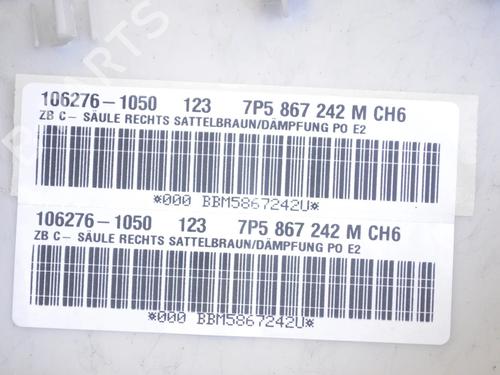 106276-1050 123 7P5 867 242 M CH6
ZB C- SÄULE RECHTS SATTELBRAUN/DÄMPFUNG PO E2
*000 BBM5867242U*
106276-1050 123 7P5 867 242 M CH6
ZB C- SÄULE RECHTS SATTELBRAUN/DÄMPFUNG PO E2
*000 BBM5867242U*